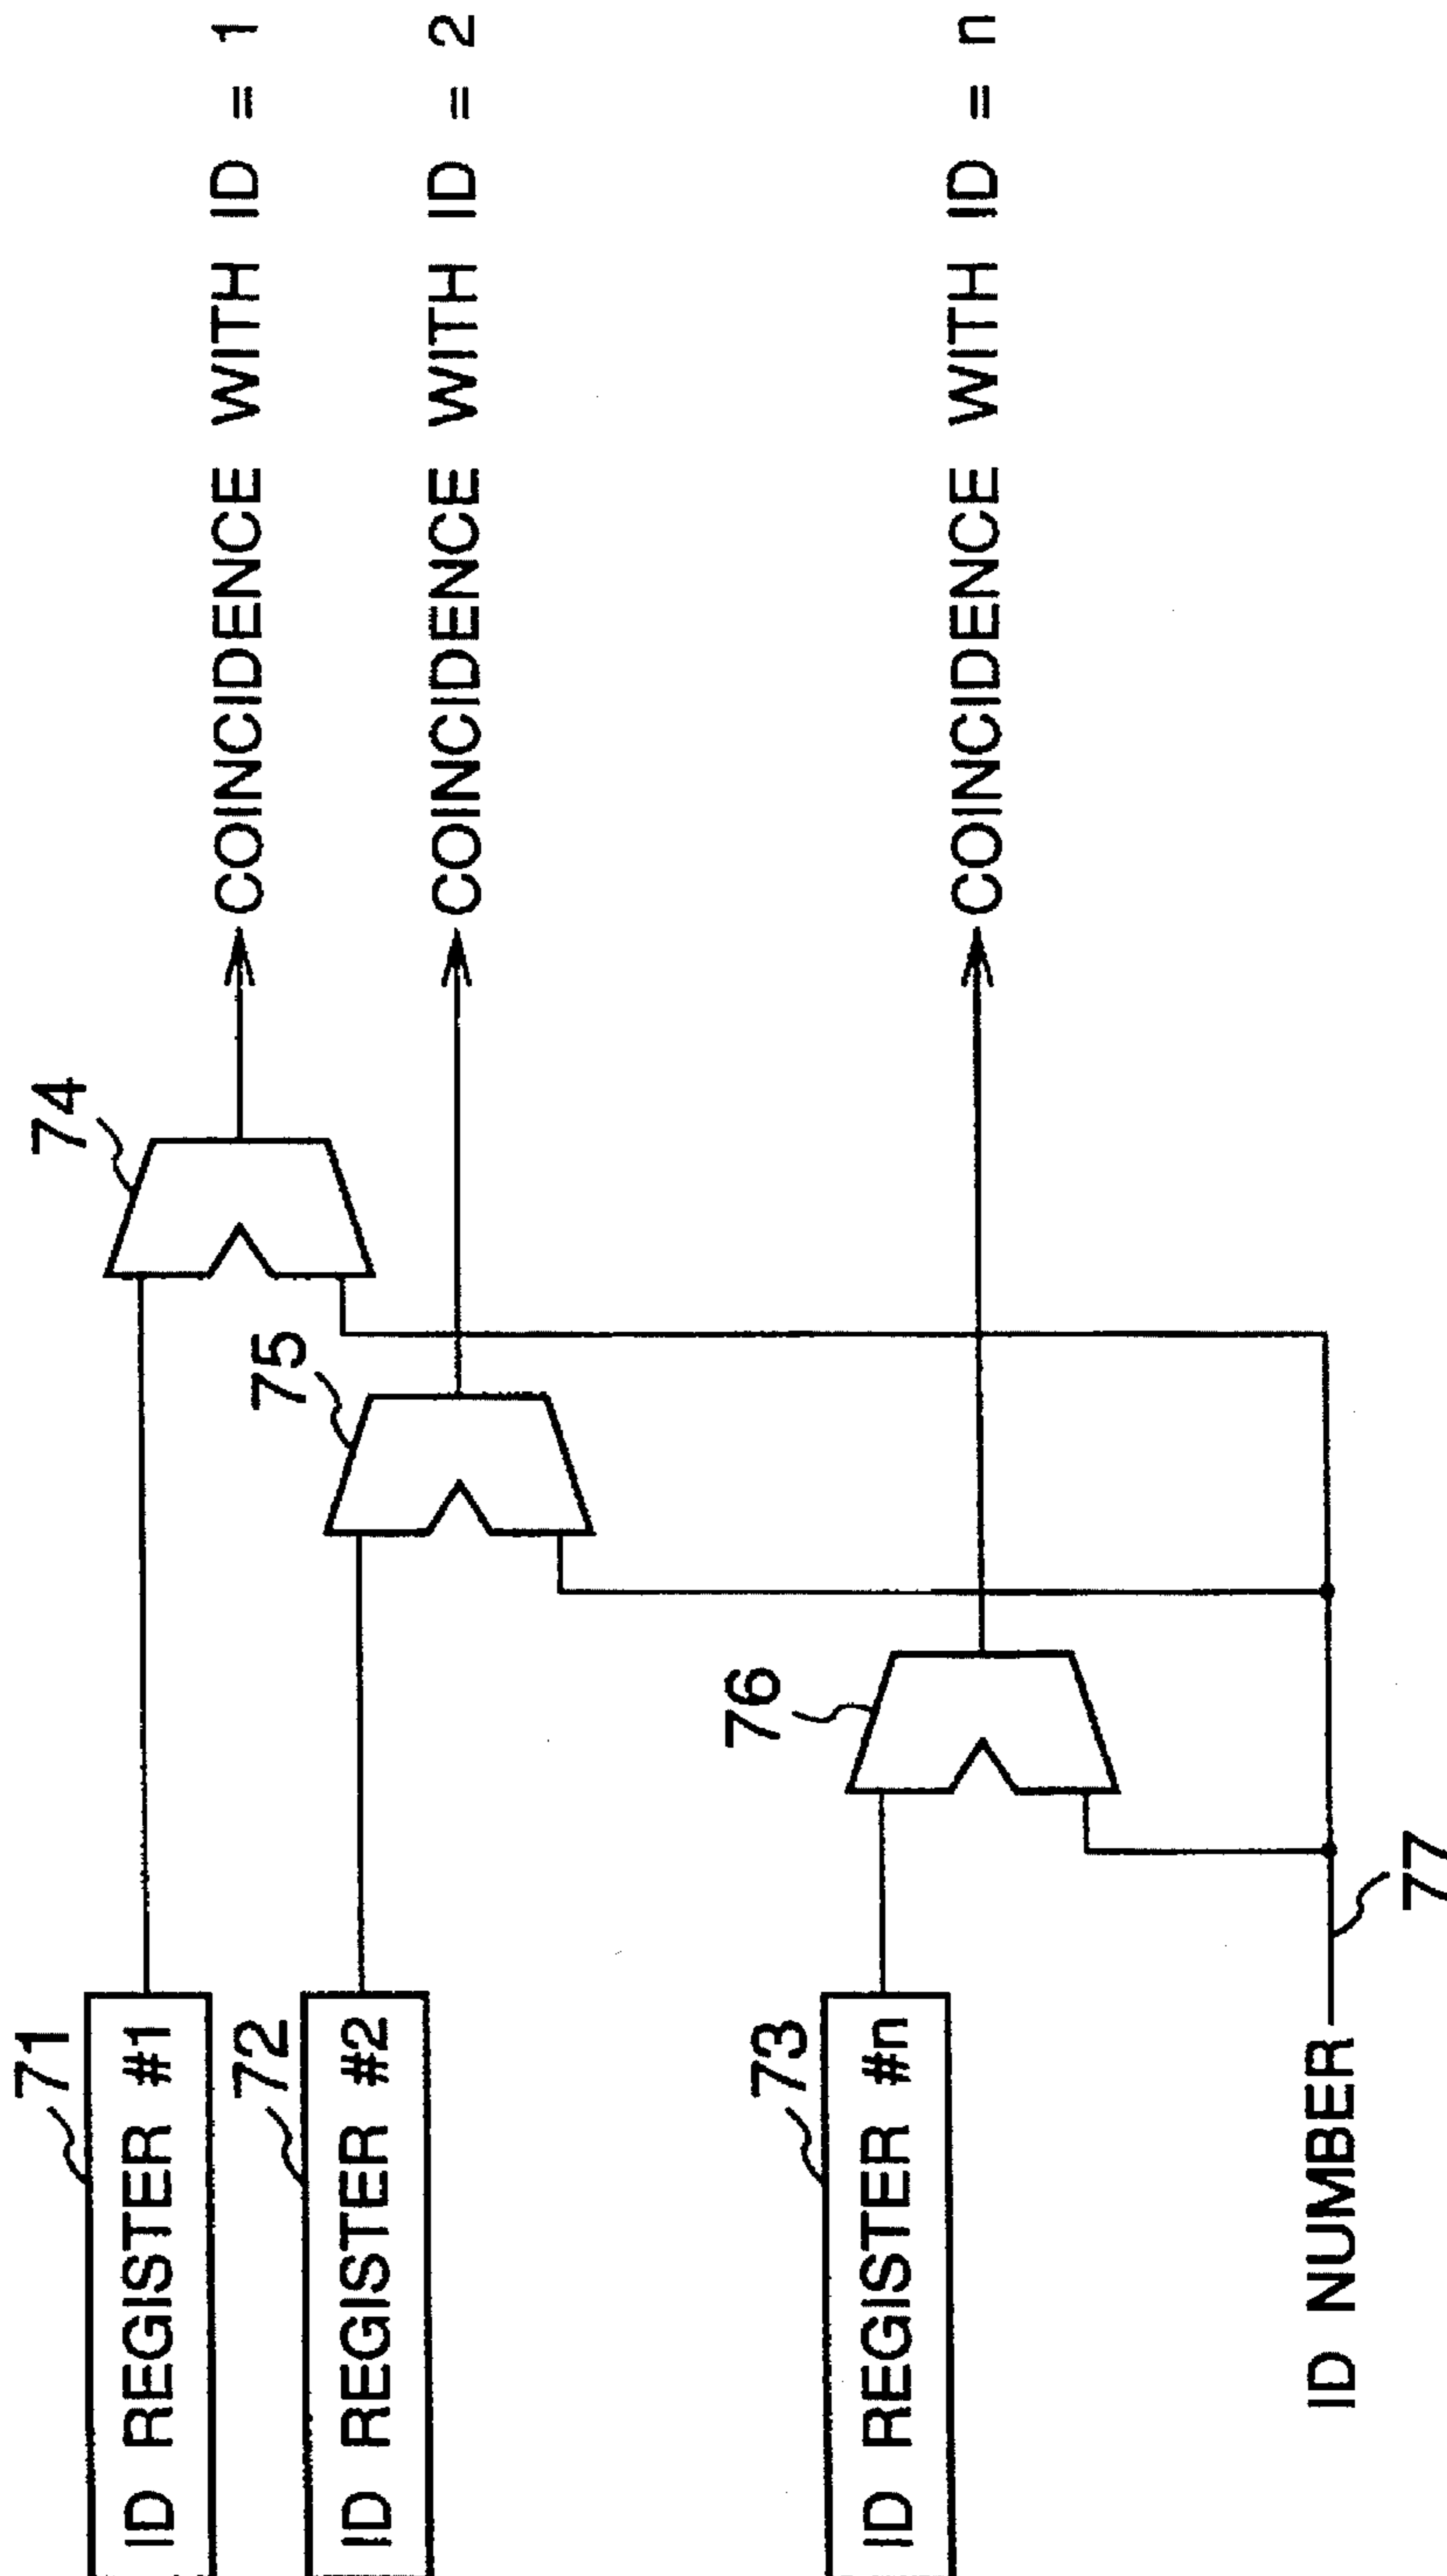 71
ID REGISTER #1
74
COINCIDENCE WITH ID = 1
72
ID REGISTER #2
75
COINCIDENCE WITH ID = 2
73
ID REGISTER #n
76
COINCIDENCE WITH ID = n
ID NUMBER
77